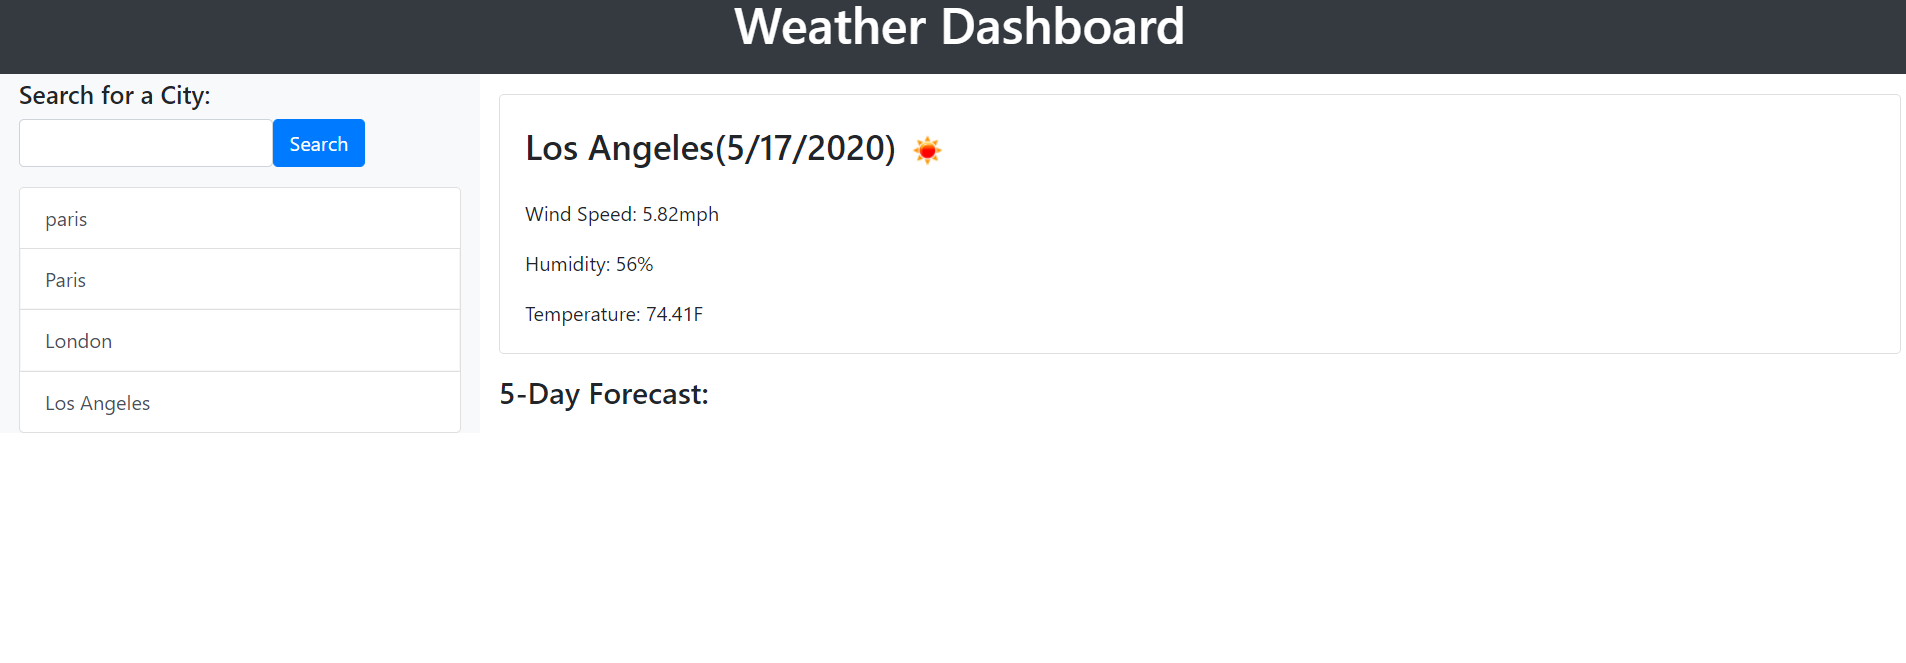 Weather Dashboard
Search for a City:
Search
paris
Paris
London
Los Angeles
Los Angeles(5/17/2020)
Wind Speed: 5.82mph
Humidity: 56%
Temperature: 74.41F
5-Day Forecast: